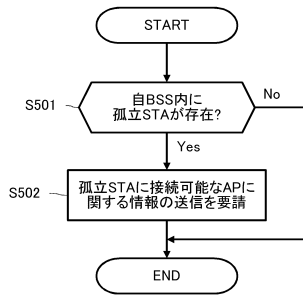 START
S501
自BSS内に
孤立STAが存在?
No
Yes
S502
孤立STAに接続可能なAPに
関する情報の送信を要請
END